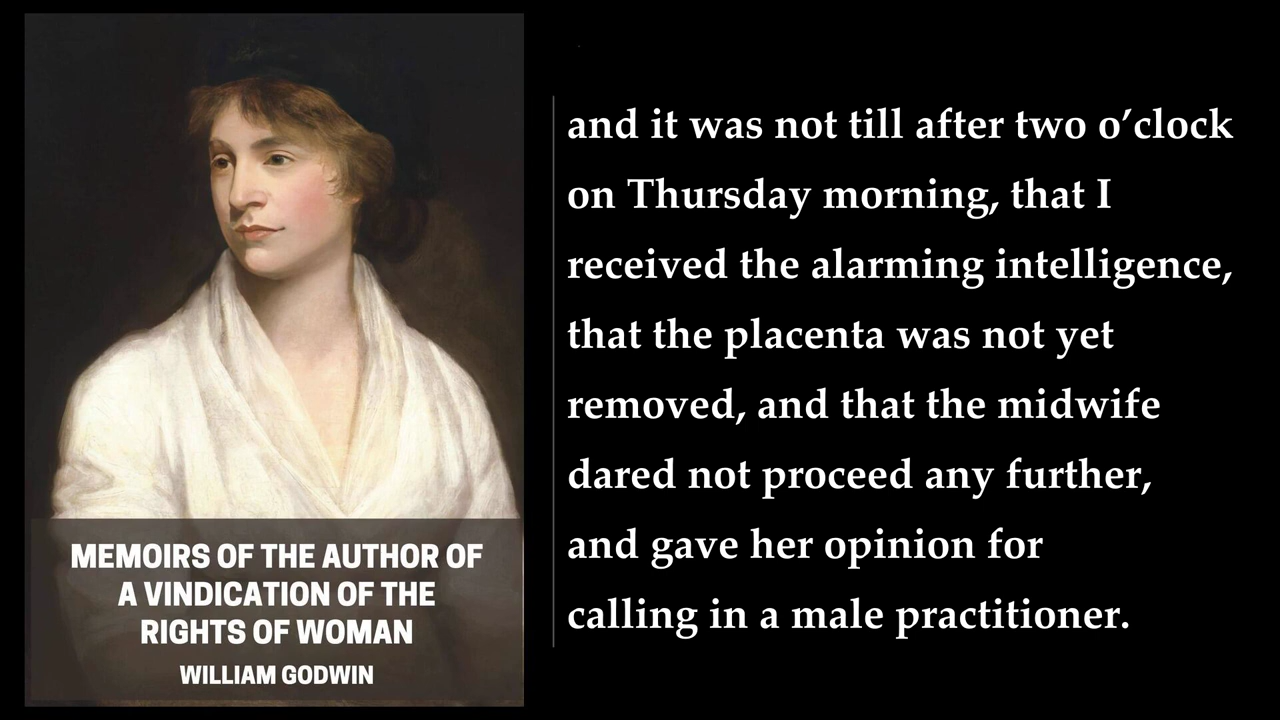 MEMOIRS OF THE AUTHOR OF
A VINDICATION OF THE
RIGHTS OF WOMAN
WILLIAM GODWIN
and it was not till after two o’clock
on Thursday morning, that I
received the alarming intelligence,
that the placenta was not yet
removed, and that the midwife
dared not proceed any further,
and gave her opinion for
calling in a male practitioner.